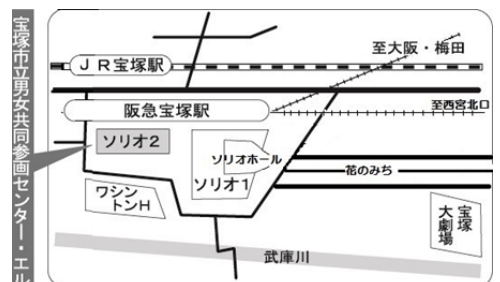 宝塚市立男女共同参画センター・エル
JR宝塚駅
至大阪・梅田
阪急宝塚駅
至西宮北口
ソリオ2
ソリオホール
ソリオ1
花のみち
ワシン
トンH
宝塚
大劇場
武庫川